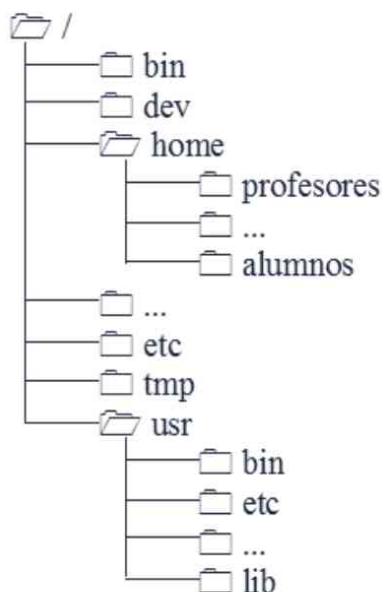 /
bin
dev
home
profesores
...
alumnos
...
etc
tmp
usr
bin
etc
...
lib